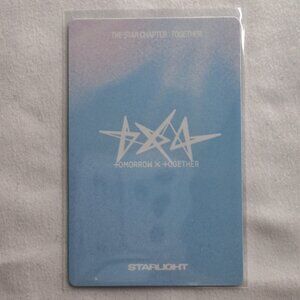 THE STAR CHAPTER : TOGETHER
TOMORROW X TOGETHER
STARLIGHT